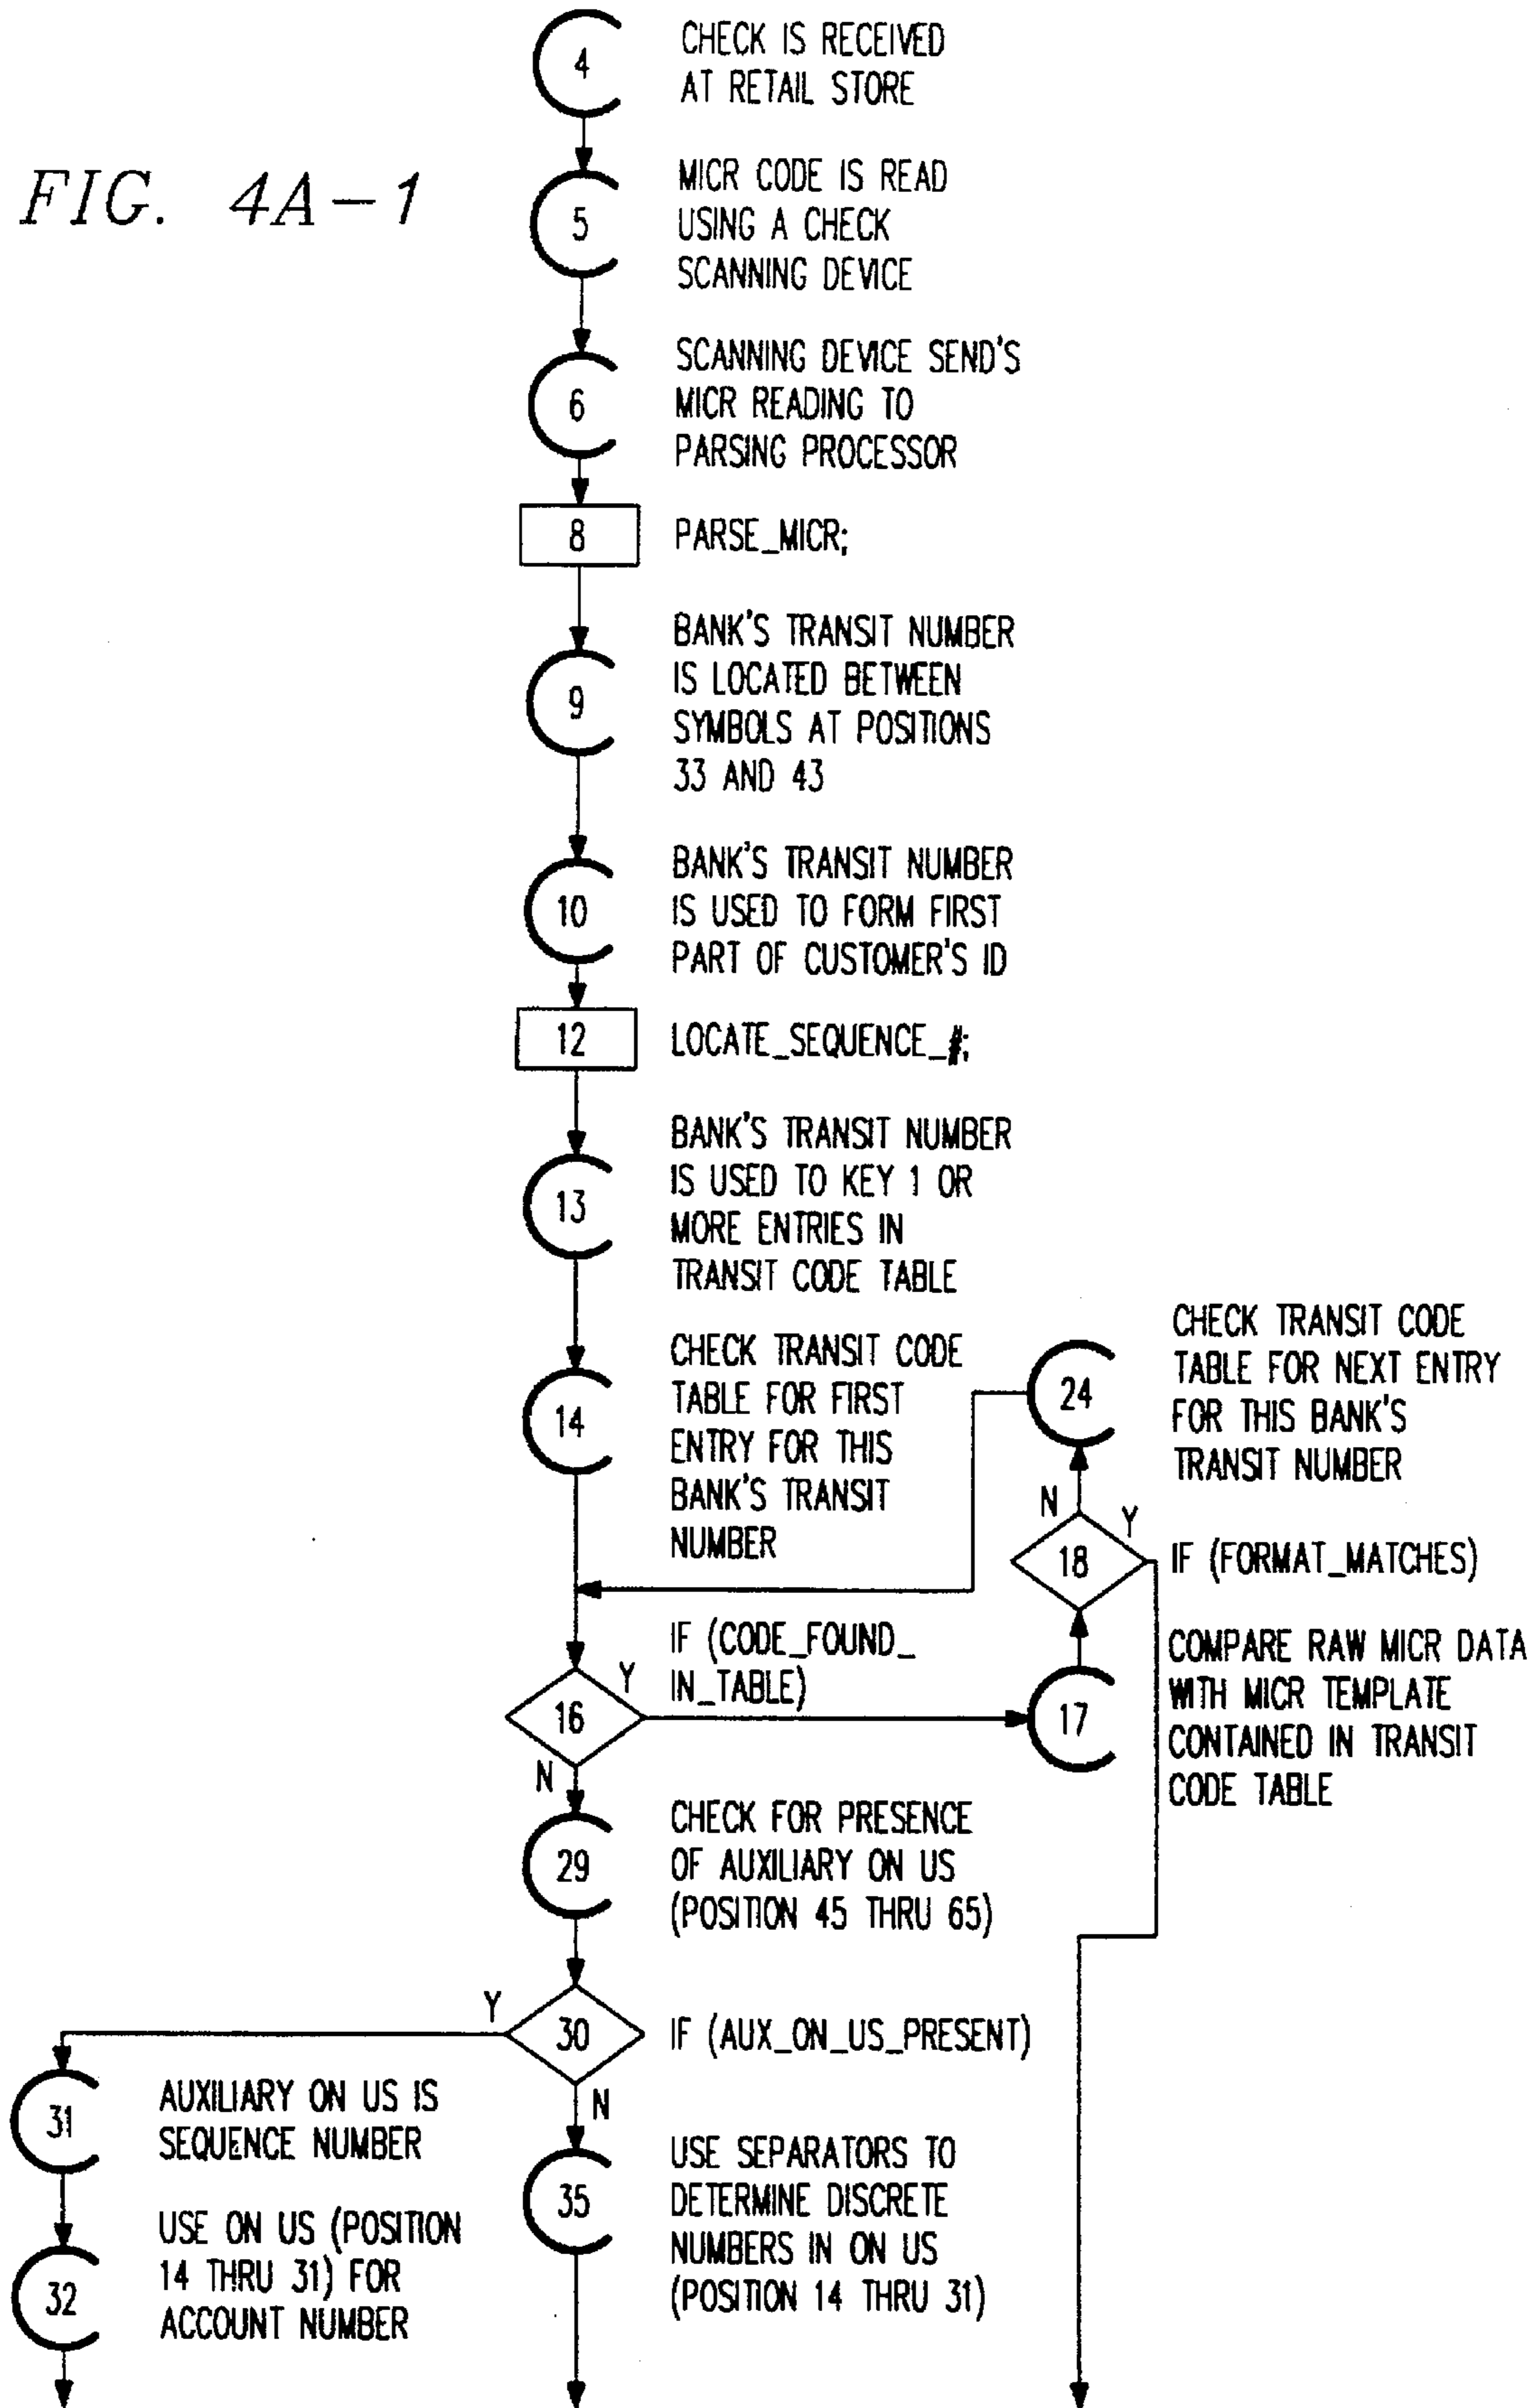 FIG. 4A-1
4
CHECK IS RECEIVED
AT RETAIL STORE
5
MICR CODE IS READ
USING A CHECK
SCANNING DEVICE
6
SCANNING DEVICE SEND'S
MICR READING TO
PARSING PROCESSOR
8
PARSE_MICR;
9
BANK'S TRANSIT NUMBER
IS LOCATED BETWEEN
SYMBOLS AT POSITIONS
33 AND 43
10
BANK'S TRANSIT NUMBER
IS USED TO FORM FIRST
PART OF CUSTOMER'S ID
12
LOCATE_SEQUENCE_#;
13
BANK'S TRANSIT NUMBER
IS USED TO KEY 1 OR
MORE ENTRIES IN
TRANSIT CODE TABLE
14
CHECK TRANSIT CODE
TABLE FOR FIRST
ENTRY FOR THIS
BANK'S TRANSIT
NUMBER
24
CHECK TRANSIT CODE
TABLE FOR NEXT ENTRY
FOR THIS BANK'S
TRANSIT NUMBER
N
Y
18
IF (FORMAT_MATCHES)
16
Y
IF (CODE_FOUND_
IN_TABLE)
N
17
COMPARE RAW MICR DATA
WITH MICR TEMPLATE
CONTAINED IN TRANSIT
CODE TABLE
29
CHECK FOR PRESENCE
OF AUXILIARY ON US
(POSITION 45 THRU 65)
Y
30
IF (AUX_ON_US_PRESENT)
N
31
AUXILIARY ON US IS
SEQUENCE NUMBER
32
USE ON US (POSITION
14 THRU 31) FOR
ACCOUNT NUMBER
35
USE SEPARATORS TO
DETERMINE DISCRETE
NUMBERS IN ON US
(POSITION 14 THRU 31)